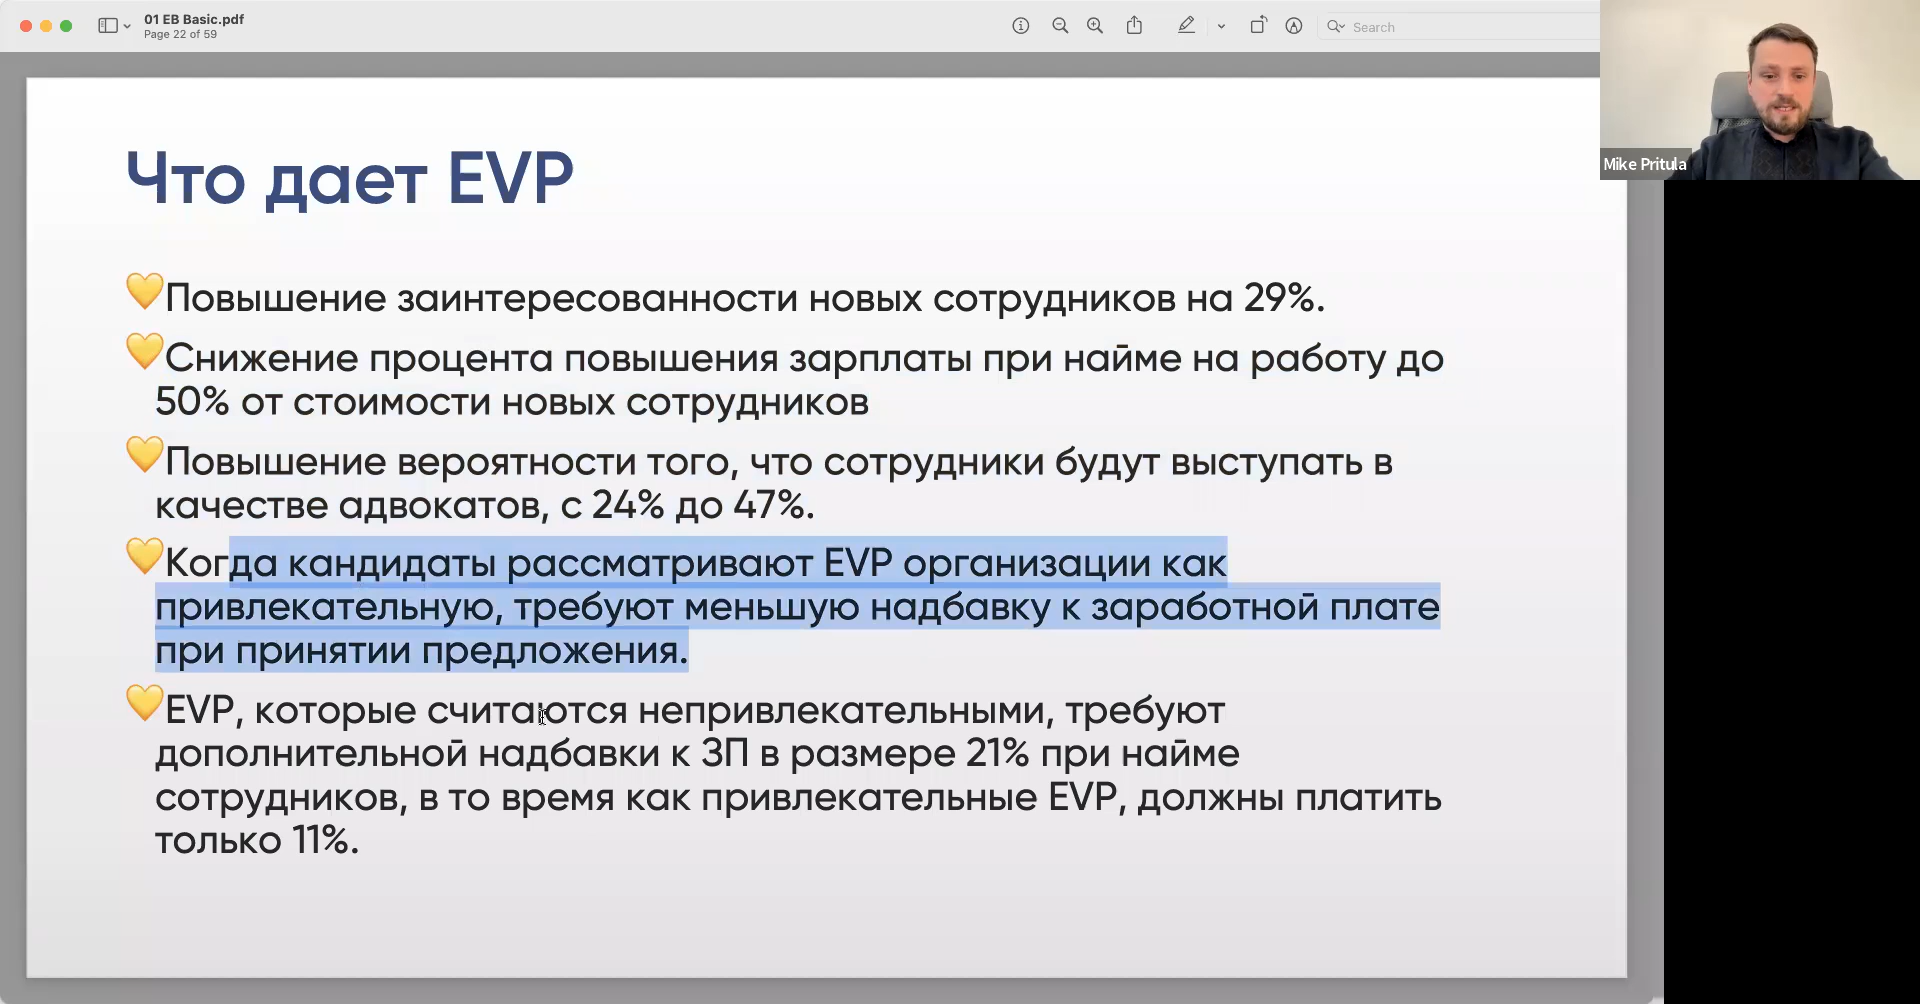 01 EB Basic.pdf
Page 22 of 59
Search
Mike Pritula
Что дает EVP
💛Повышение заинтересованности новых сотрудников на 29%.
💛Снижение процента повышения зарплаты при найме на работу до
50% от стоимости новых сотрудников
💛Повышение вероятности того, что сотрудники будут выступать в
качестве адвокатов, с 24% до 47%.
💛Когда кандидаты рассматривают EVP организации как
привлекательную, требуют меньшую надбавку к заработной плате
при принятии предложения.
💛EVP, которые считаются непривлекательными, требуют
дополнительной надбавки к ЗП в размере 21% при найме
сотрудников, в то время как привлекательные EVP, должны платить
только 11%.